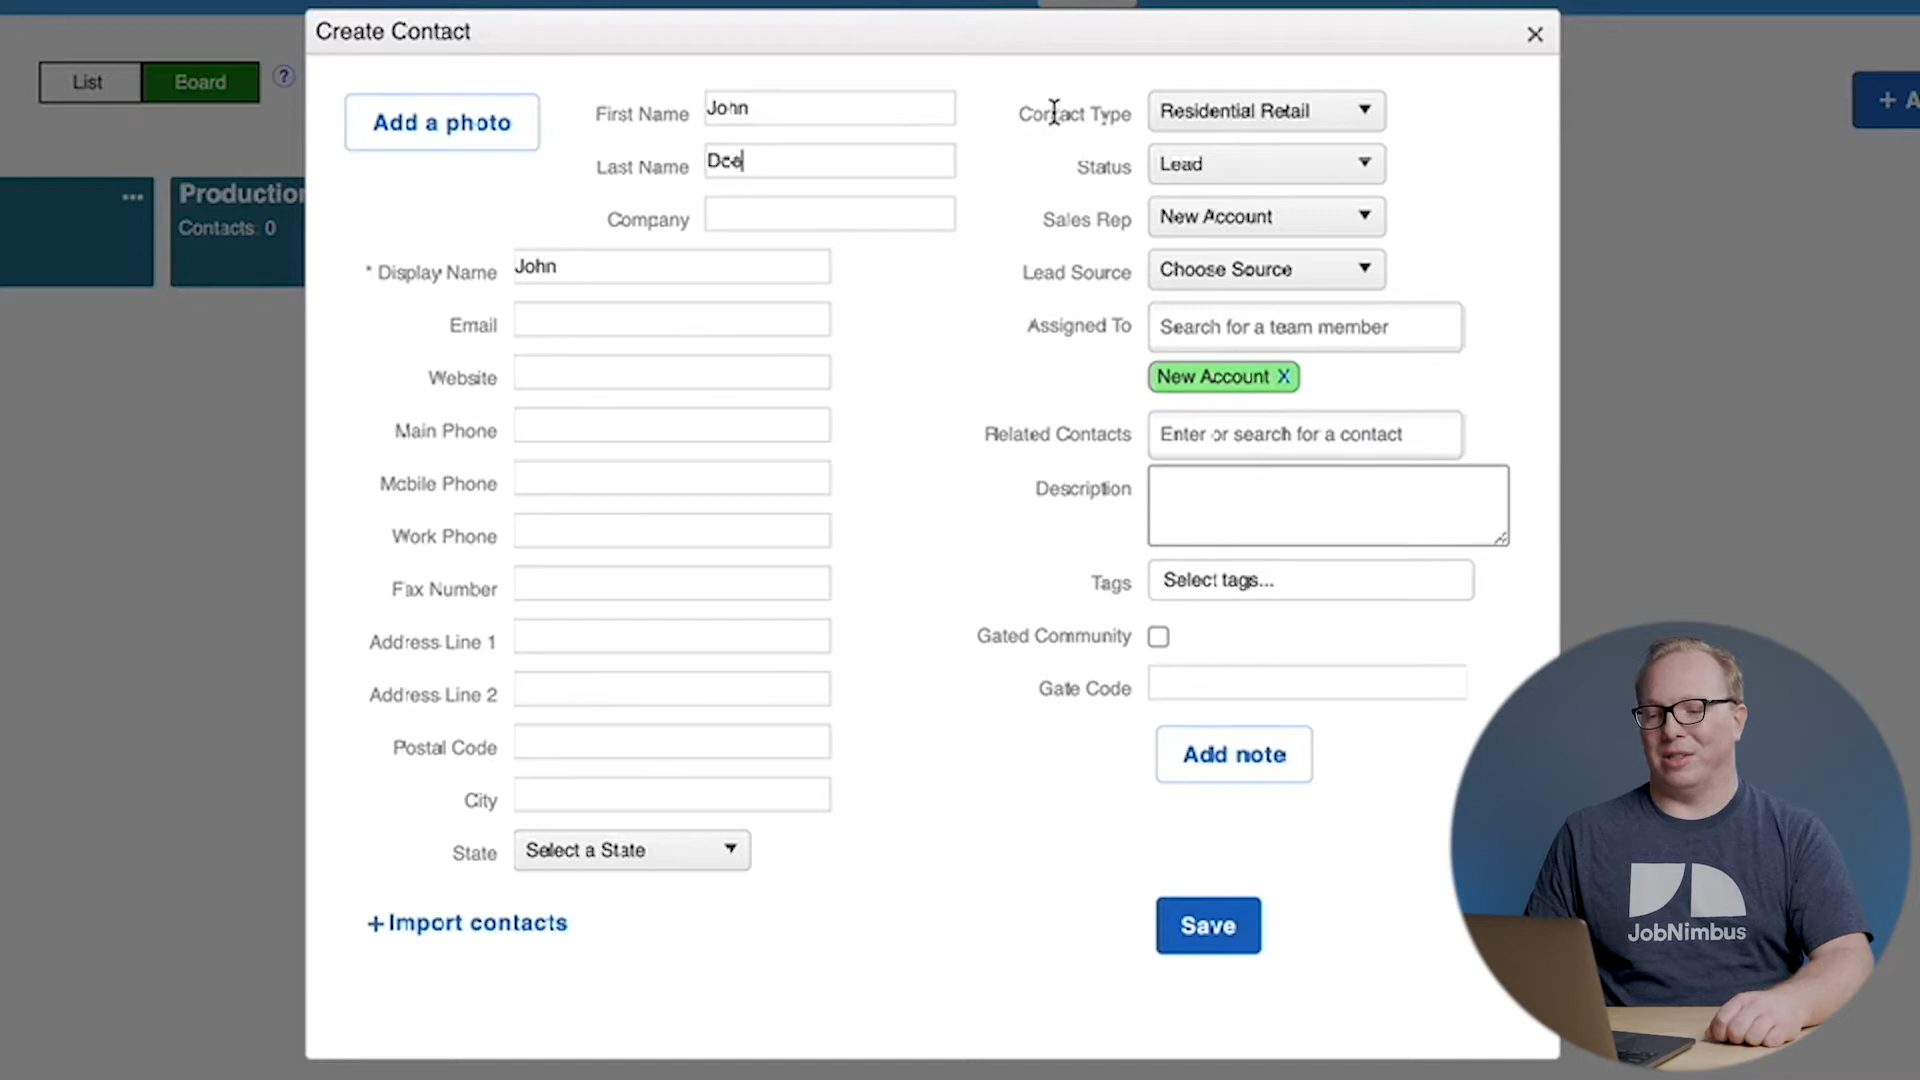 Create Contact
List
Board
?
+ A
Add a photo
First Name
John
Last Name
Doe
Company
* Display Name
John
Email
Website
Main Phone
Mobile Phone
Work Phone
Fax Number
Address Line 1
Address Line 2
Postal Code
City
State
Select a State
+Import contacts
Contact Type
Residential Retail
Status
Lead
Sales Rep
New Account
Lead Source
Choose Source
Assigned To
Search for a team member
New Account X
Related Contacts
Enter or search for a contact
Description
Tags
Select tags...
Gated Community
Gate Code
Add note
Save
Production
Contacts: 0
JobNimbus